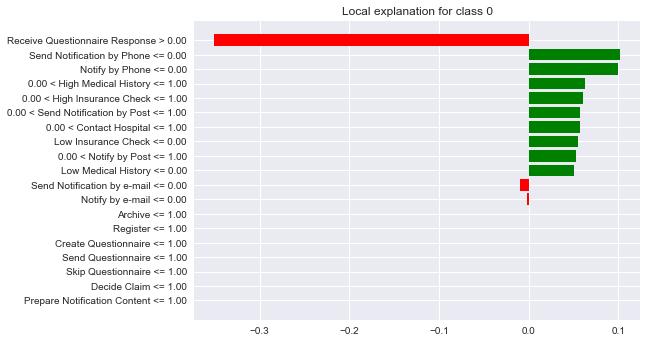 Local explanation for class 0
Receive Questionnaire Response > 0.00
Send Notification by Phone <= 0.00
Notify by Phone <= 0.00
0.00 < High Medical History <= 1.00
0.00 < High Insurance Check <= 1.00
0.00 < Send Notification by Post <= 1.00
0.00 < Contact Hospital <= 1.00
Low Insurance Check <= 0.00
0.00 < Notify by Post <= 1.00
Low Medical History <= 0.00
Send Notification by e-mail <= 0.00
Notify by e-mail <= 0.00
Archive <= 1.00
Register <= 1.00
Create Questionnaire <= 1.00
Send Questionnaire <= 1.00
Skip Questionnaire <= 1.00
Decide Claim <= 1.00
Prepare Notification Content <= 1.00
−0.3 −0.2 −0.1 0.0 0.1